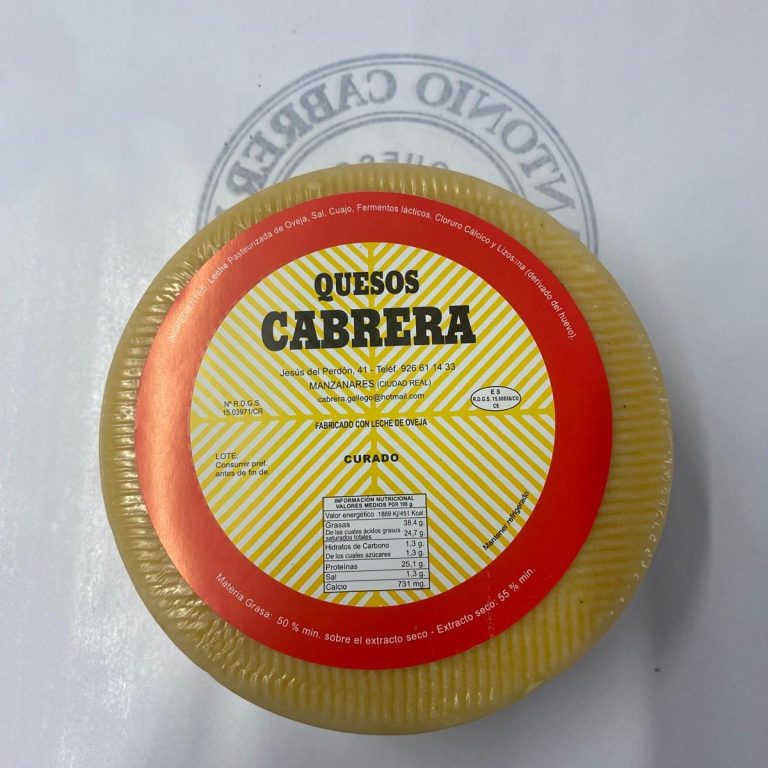 ANTONIO CABRERA
QUESOS
INGREDIENTES: Leche Pasteurizada de Oveja, Sal, Cuajo, Fermentos lácticos, Cloruro Cálcico y Lizosima (derivado del huevo).
QUESOS
CABRERA
Jesús del Perdón, 41 - Teléf. 926 61 14 33
MANZANARES (CIUDAD REAL)
cabrera.gallego@hotmail.com
Nº R.D.G.S.
15.03971/CR
E S
R.D.G.S. 15.00836/CU
CE
FABRICADO CON LECHE DE OVEJA
LOTE:
Consumir pref.
antes de fin de
CURADO
INFORMACIÓN NUTRICIONAL
VALORES MEDIOS POR 100 g.
Valor energético 1869 Kj/451 Kcal.
Grasas 38.4 g.
De las cuales ácidos grasos
saturados totales 24,7 g.
Hidratos de Carbono 1,3 g.
De los cuales azúcares 1,3 g.
Proteínas 25,1 g.
Sal 1,3 g.
Calcio 731 mg.
Mantener refrigerado
Materia Grasa: 50 % min. sobre el extracto seco - Extracto seco: 55 % min.